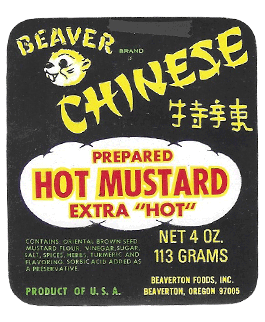 BEAVER
BRAND
CHINESE
PREPARED
HOT MUSTARD
EXTRA "HOT"
CONTAINS: ORIENTAL BROWN SEED
MUSTARD FLOUR, VINEGAR, SUGAR,
SALT, SPICES, HERBS, TURMERIC AND
FLAVORING. SORBIC ACID ADDED AS
A PRESERVATIVE.
NET 4 OZ.
113 GRAMS
PRODUCT OF U. S. A.
BEAVERTON FOODS, INC.
BEAVERTON, OREGON 97005